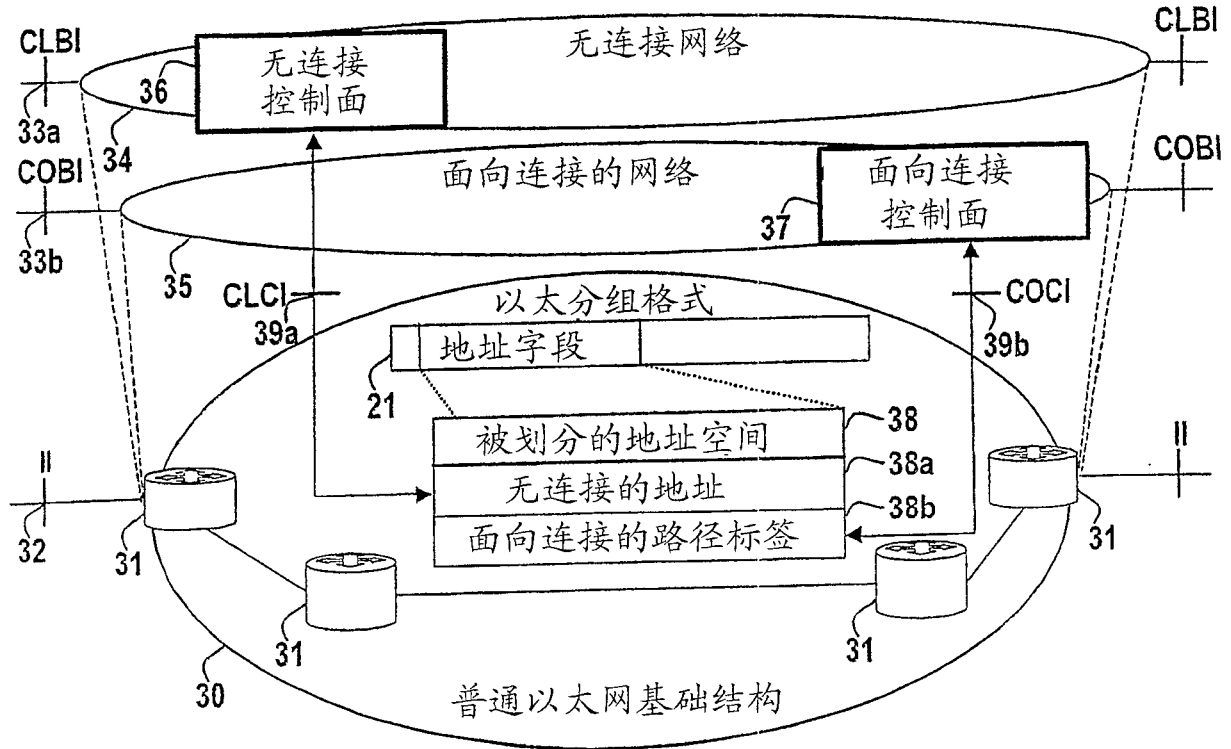 CLBI
无连接网络
CLBI
36
无连接
控制面
33a
34
COBI
面向连接的网络
37
面向连接
控制面
COBI
33b
35
CLCI
39a
以太分组格式
COCI
39b
地址字段
21
被划分的地址空间
38
无连接的地址
38a
面向连接的路径标签
38b
II
32
31
II
31
31
31
30
普通以太网基础结构